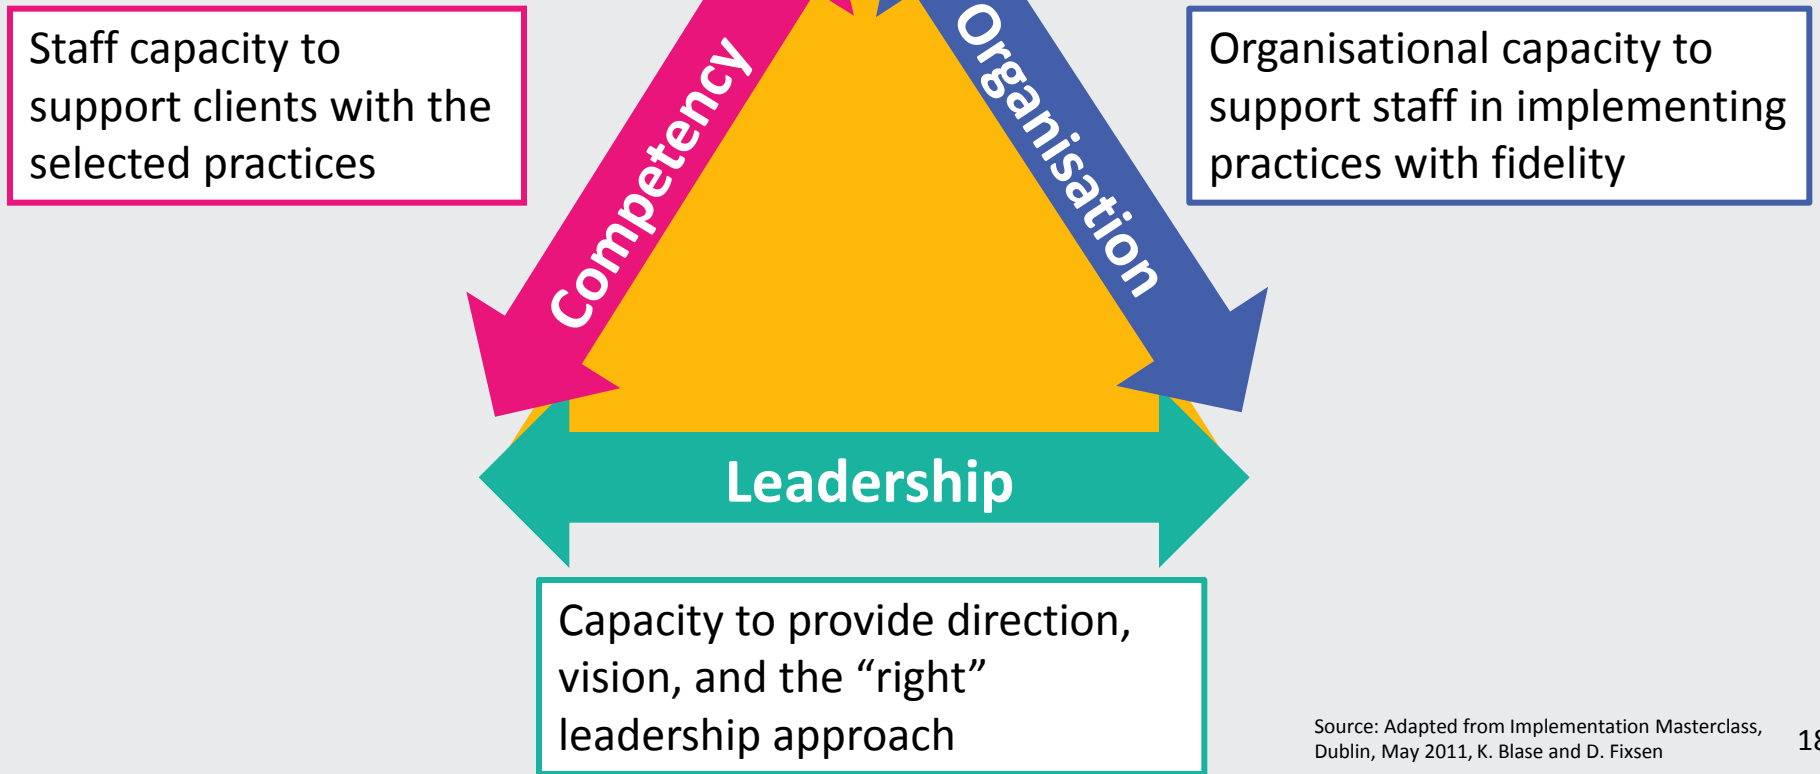 Staff capacity to
support clients with the
selected practices
Competency
Organisation
Organisational capacity to
support staff in implementing
practices with fidelity
Leadership
Capacity to provide direction,
vision, and the “right”
leadership approach
Source: Adapted from Implementation Masterclass,
Dublin, May 2011, K. Blase and D. Fixsen
18